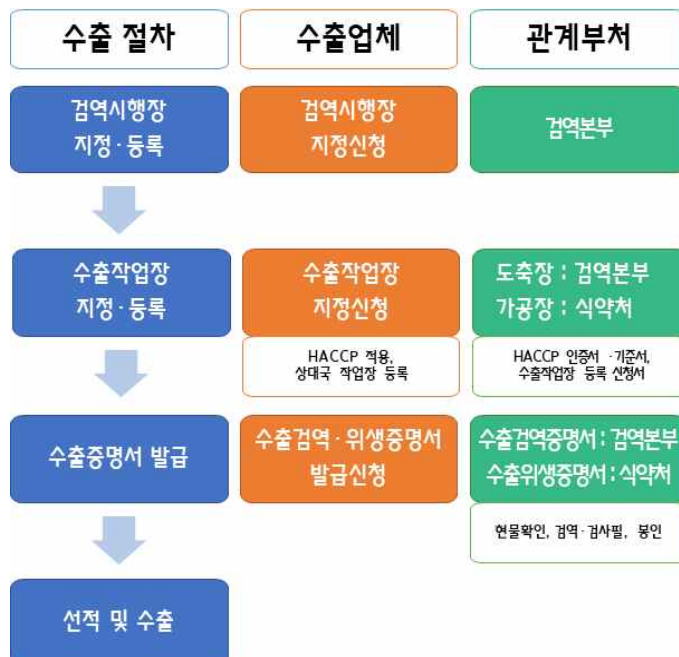 수출 절차
수출업체
관계부처
검역시행장
지정·등록
검역시행장
지정신청
검역본부
수출작업장
지정·등록
수출작업장
지정신청
도축장 : 검역본부
가공장 : 식약처
HACCP 적용,
상대국 작업장 등록
HACCP 인증서 ·기준서,
수출작업장 등록 신청서
수출증명서 발급
수출검역·위생증명서
발급신청
수출검역증명서 : 검역본부
수출위생증명서 : 식약처
현물확인, 검역·검사필, 봉인
선적 및 수출